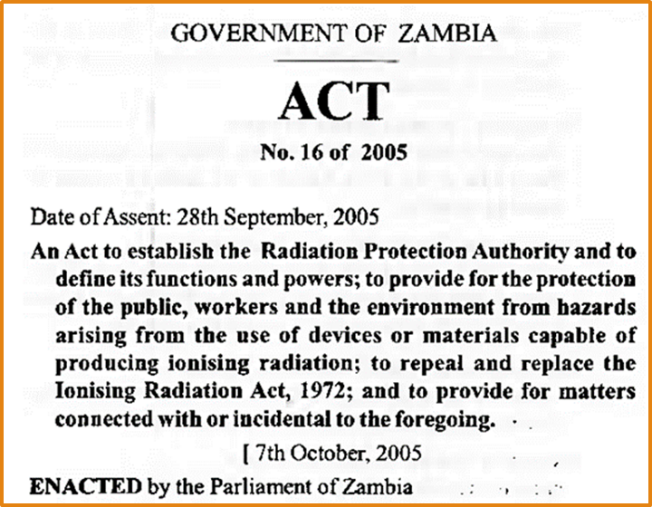 GOVERNMENT OF ZAMBIA
ACT
No. 16 of 2005
Date of Assent: 28th September, 2005
An Act to establish the Radiation Protection Authority and to
define its functions and powers; to provide for the protection
of the public, workers and the environment from hazards
arising from the use of devices or materials capable of
producing ionising radiation; to repeal and replace the
Ionising Radiation Act, 1972; and to provide for matters
connected with or incidental to the foregoing.
[ 7th October, 2005
ENACTED by the Parliament of Zambia